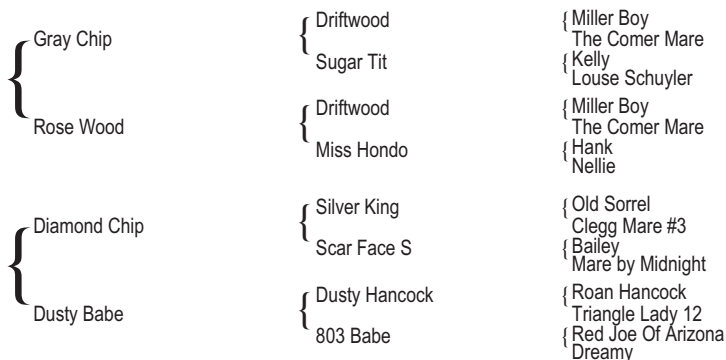 Gray Chip
Rose Wood
Driftwood
Sugar Tit
Driftwood
Miss Hondo
Miller Boy
The Comer Mare
Kelly
Louse Schuyler
Miller Boy
The Comer Mare
Hank
Nellie
Diamond Chip
Dusty Babe
Silver King
Scar Face S
Dusty Hancock
803 Babe
Old Sorrel
Clegg Mare #3
Bailey
Mare by Midnight
Roan Hancock
Triangle Lady 12
Red Joe Of Arizona
Dreamy